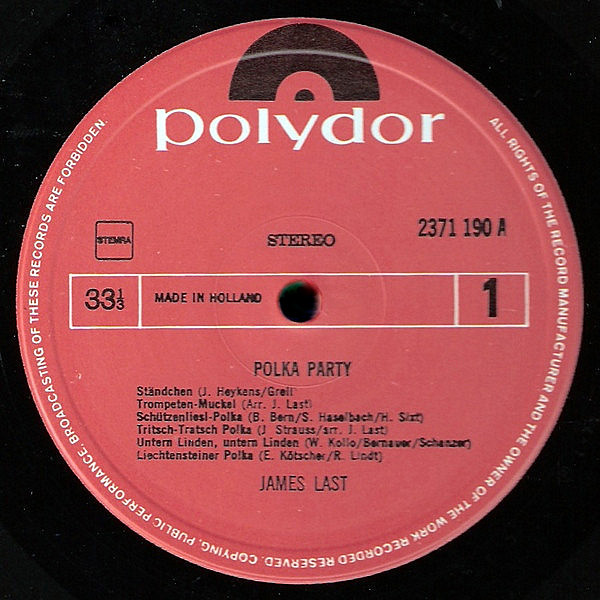 polydor
STEMRA
STEREO
2371 190 A
33⅓
MADE IN HOLLAND
1
POLKA PARTY
Ständchen (J. Heykens/Grell)
Trompeten-Muckel (Arr. J. Last)
Schützenliesl-Polka (B. Bern/S. Haselbach/H. Sixt)
Tritsch-Tratsch Polka (J Strauss/arr. J. Last)
Untern Linden, untern Linden (W. Kollo/Bernauer/Schanzer)
Liechtensteiner Polka (E. Kötscher/R. Lindt)
JAMES LAST
ALL RIGHTS OF THE RECORD MANUFACTURER AND THE OWNER OF THE WORK RECORDED RESERVED. COPYING, PUBLIC PERFORMANCE, BROADCASTING OF THESE RECORDS ARE FORBIDDEN.